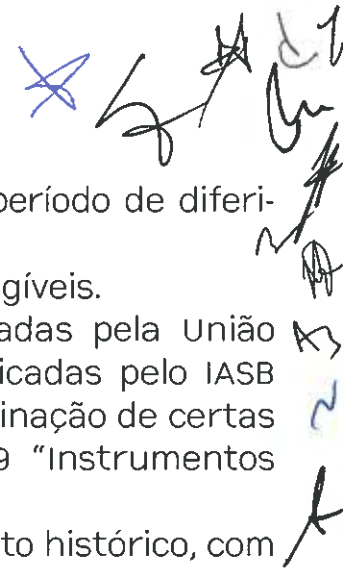 período de diferi-
gíveis.
adas pela União
icadas pelo IASB
inação de certas
9 “Instrumentos
to histórico, com